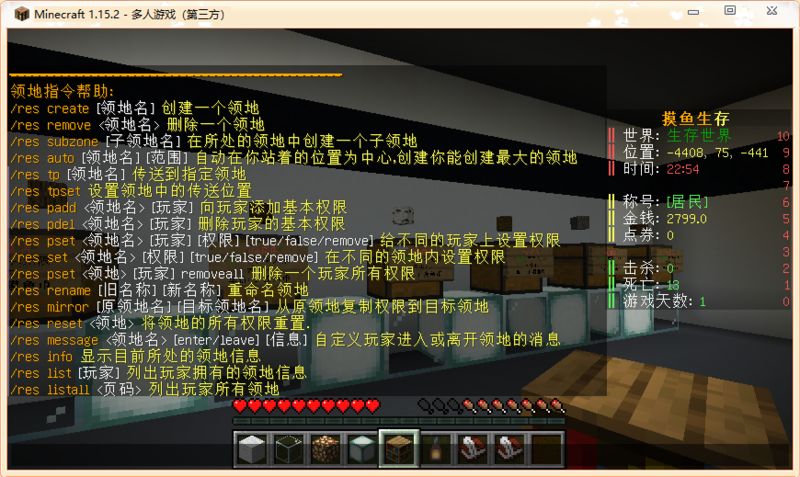 Minecraft 1.15.2 - 多人游戏（第三方）
领地指令帮助:
/res create [领地名] 创建一个领地
/res remove <领地名> 删除一个领地
/res subzone [子领地名] 在所处的领地中创建一个子领地
/res auto [领地名] [范围] 自动在你站着的位置为中心,创建你能创建最大的领地
/res tp [领地名] 传送到指定领地
/res tpset 设置领地中的传送位置
/res padd <领地名> [玩家] 向玩家添加基本权限
/res pdel <领地名> [玩家] 删除玩家的基本权限
/res pset <领地名> [玩家] [权限] [true/false/remove] 给不同的玩家上设置权限
/res set <领地名> [权限] [true/false/remove] 在不同的领地内设置权限
/res pset <领地> [玩家] removeall 删除一个玩家所有权限
/res rename [旧名称] [新名称] 重命名领地
/res mirror [原领地名] [目标领地名] 从原领地复制权限到目标领地
/res reset <领地> 将领地的所有权限重置.
/res message <领地名> [enter/leave] [信息] 自定义玩家进入或离开领地的消息
/res info 显示目前所处的领地信息
/res list [玩家] 列出玩家拥有的领地信息
/res listall <页码> 列出玩家所有领地
摸鱼生存
世界: 生存世界 10
位置: -4408, 75, -441 9
时间: 22:54 8
7
称号: [居民] 6
金钱: 2799.0 5
点券: 0 4
3
击杀: 0 2
死亡: 13 1
游戏天数: 1 0